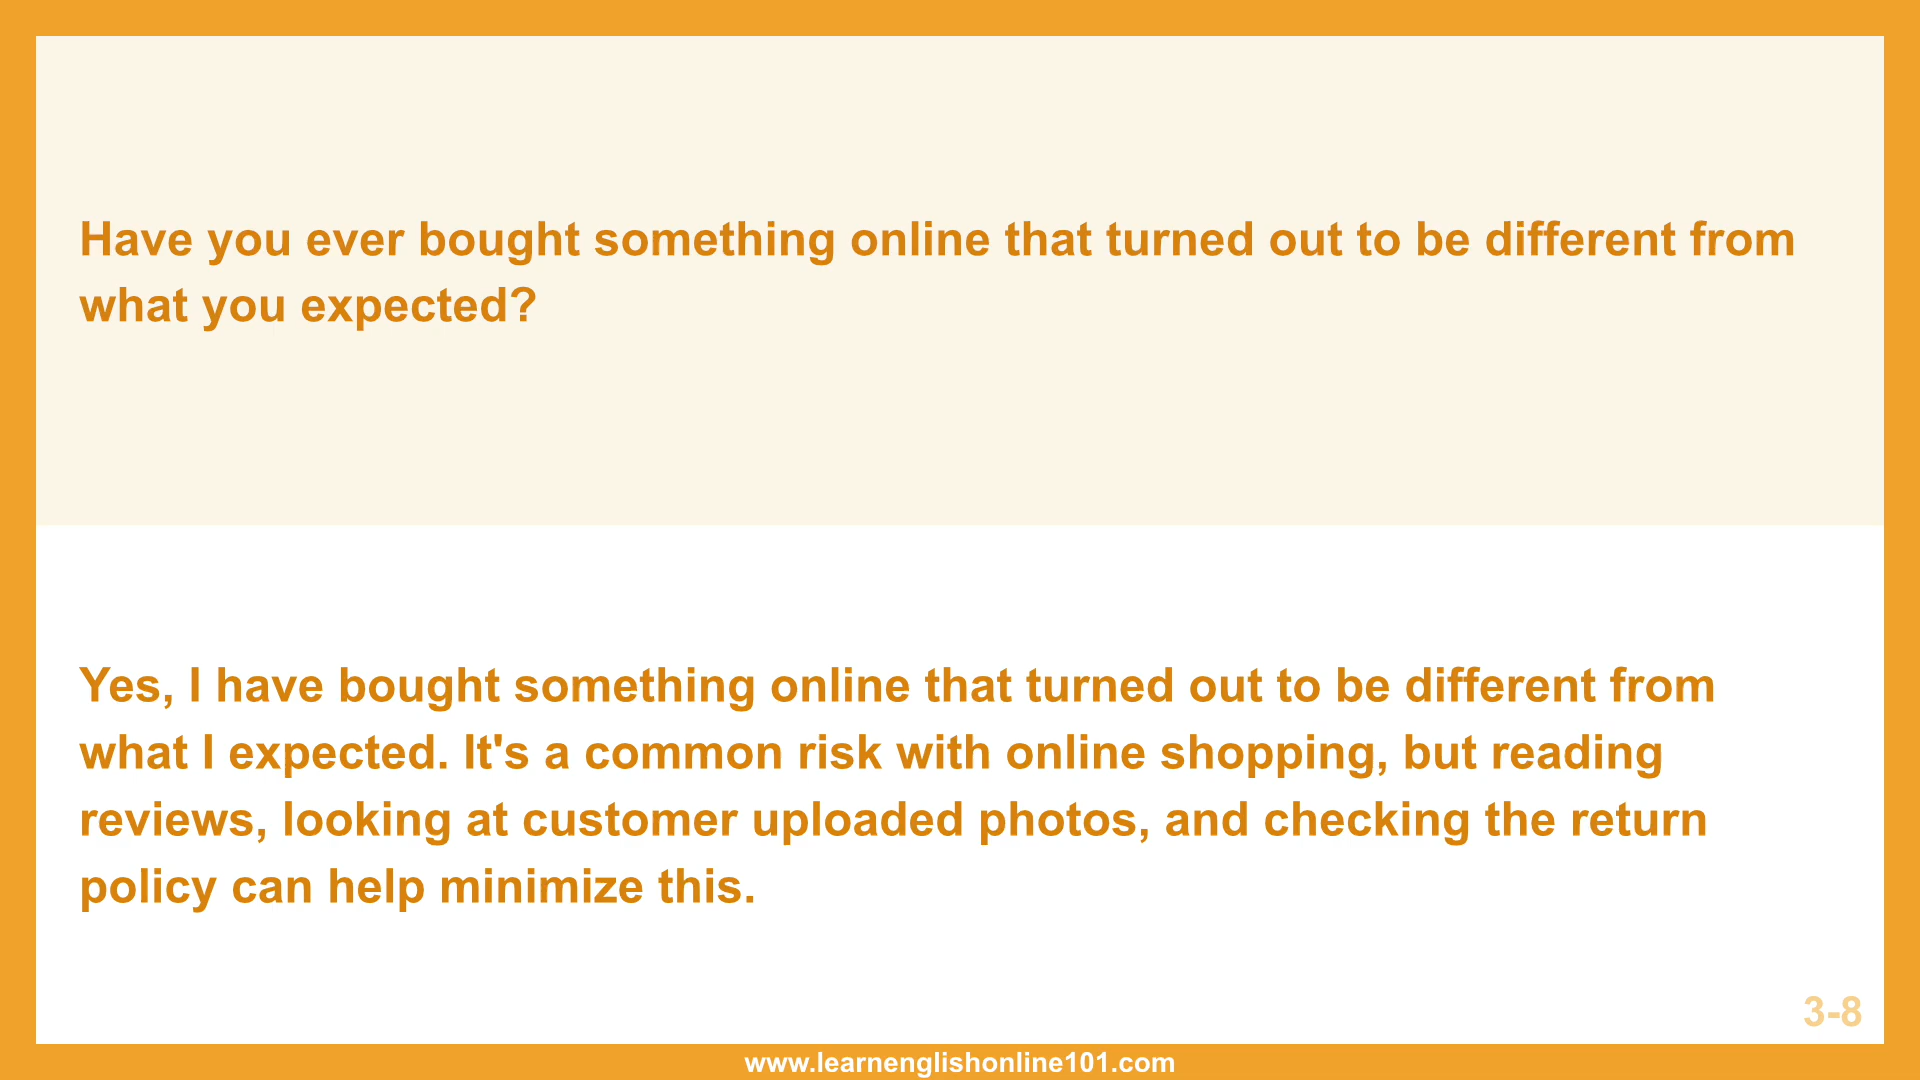 Have you ever bought something online that turned out to be different from
what you expected?
Yes, I have bought something online that turned out to be different from
what I expected. It's a common risk with online shopping, but reading
reviews, looking at customer uploaded photos, and checking the return
policy can help minimize this.
3-8
www.learnenglishonline101.com